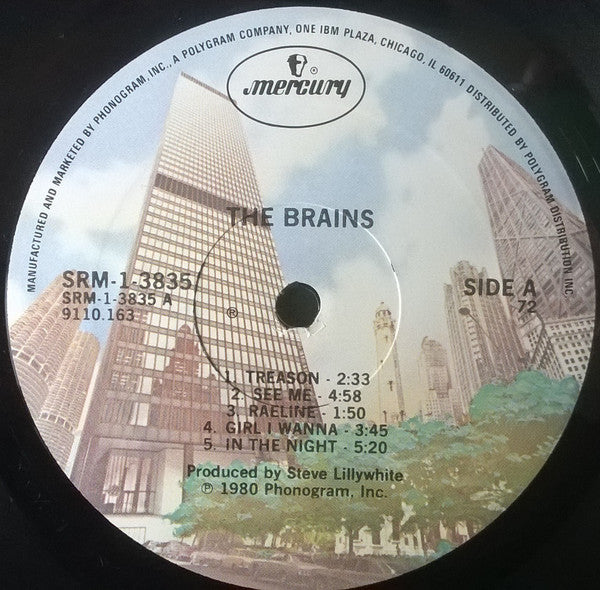 MANUFACTURED AND MARKETED BY PHONOGRAM, INC., A POLYGRAM COMPANY, ONE IBM PLAZA, CHICAGO, IL 60611 DISTRIBUTED BY POLYGRAM DISTRIBUTION, INC
mercury ®
THE BRAINS
SRM-1-3835
SRM-1-3835 A
9110.163
SIDE A
72
℗
1. TREASON - 2:33
2. SEE ME - 4:58
3. RAELINE - 1:50
4. GIRL I WANNA - 3:45
5. IN THE NIGHT - 5:20
Produced by Steve Lillywhite
℗ 1980 Phonogram, Inc.